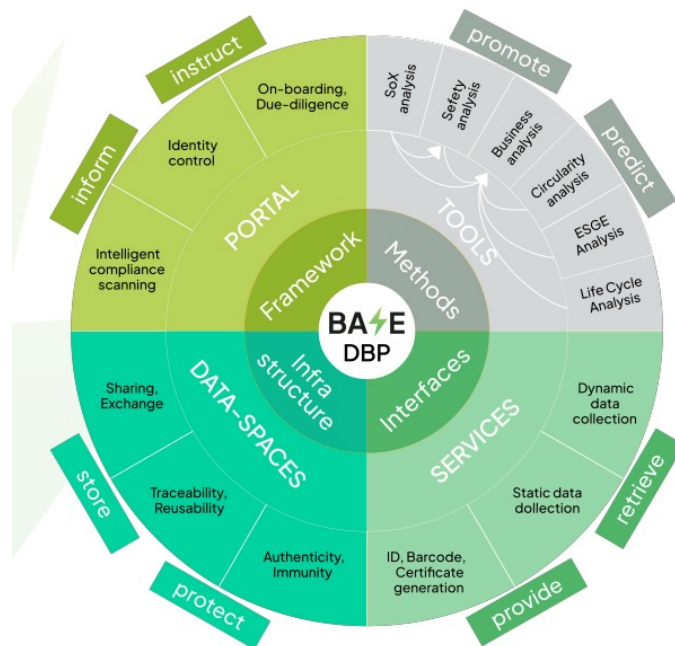 instruct
inform
On-boarding,
Due-diligence
Identity
control
Intelligent
compliance
scanning
PORTAL
Framework
promote
predict
SoX
analysis
Sefety
analysis
Business
analysis
Circularity
analysis
ESGE
Analysis
Life Cycle
Analysis
TOOLS
Methods
BASE
DBP
Infra
structure
DATA-SPACES
Sharing,
Exchange
Traceability,
Reusability
Authenticity,
Immunity
store
protect
Interfaces
SERVICES
Dynamic
data
collection
Static data
dollection
ID, Barcode,
Certificate
generation
retrieve
provide